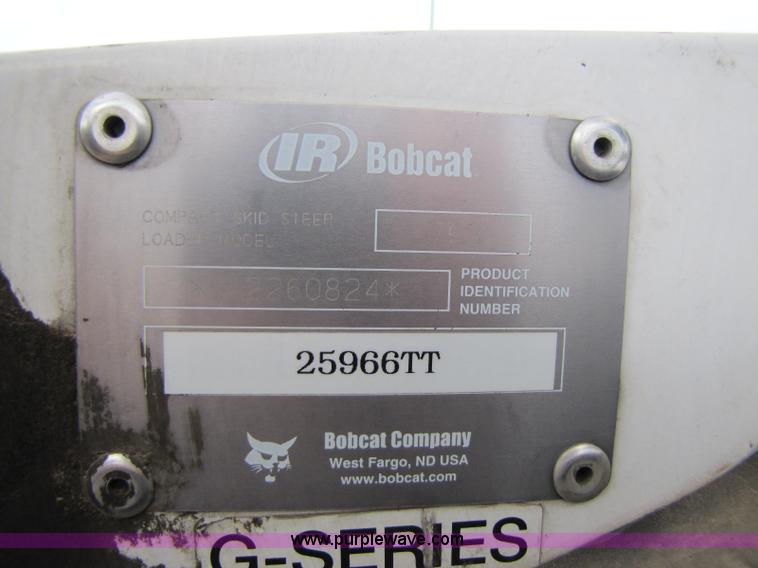 IR Bobcat
COMPACT SKID STEER
LOADER MODEL
260824*
PRODUCT
IDENTIFICATION
NUMBER
25966TT
Bobcat Company
West Fargo, ND USA
www.bobcat.com
G-SERIES
www.purplewave.com